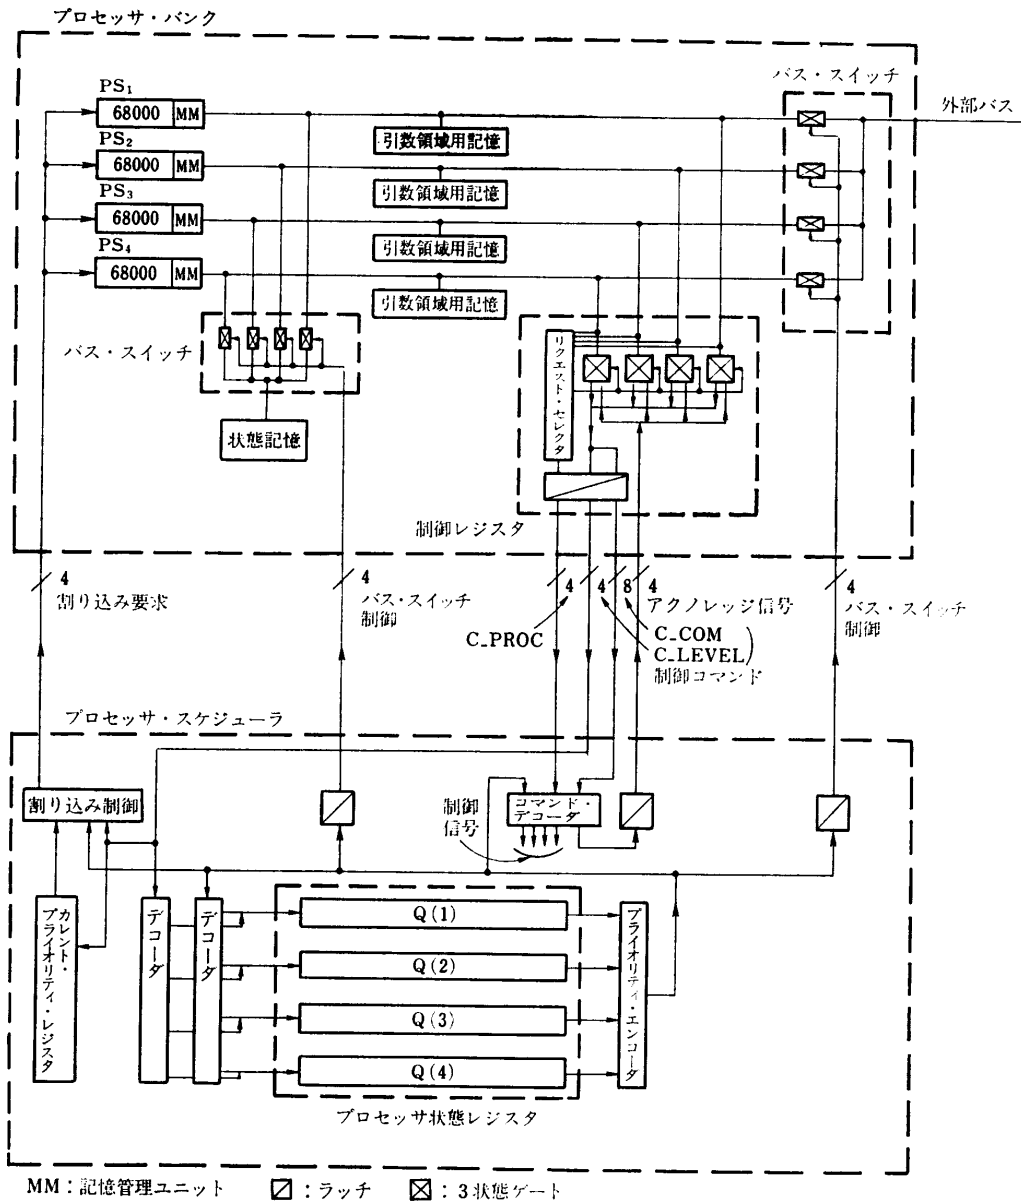 プロセッサ・バンク
バス・スイッチ
外部バス
PS₁
68000 MM
引数領域用記憶
PS₂
68000 MM
引数領域用記憶
PS₃
68000 MM
引数領域用記憶
PS₄
68000 MM
引数領域用記憶
バス・スイッチ
状態記憶
リクエスト・セレクタ
制御レジスタ
4
割り込み要求
4
バス・スイッチ
制御
4
C_PROC
4
8
C_COM
C_LEVEL)
制御コマンド
4
アクノレッジ信号
4
バス・スイッチ
制御
プロセッサ・スケジューラ
割り込み制御
制御
信号
コマンド・
デコーダ
カレント・
プライオリティ・レジスタ
デコーダ
デコーダ
Q(1)
Q(2)
Q(3)
Q(4)
プライオリティ・エンコーダ
プロセッサ状態レジスタ
MM:記憶管理ユニット :ラッチ :3状態ゲート